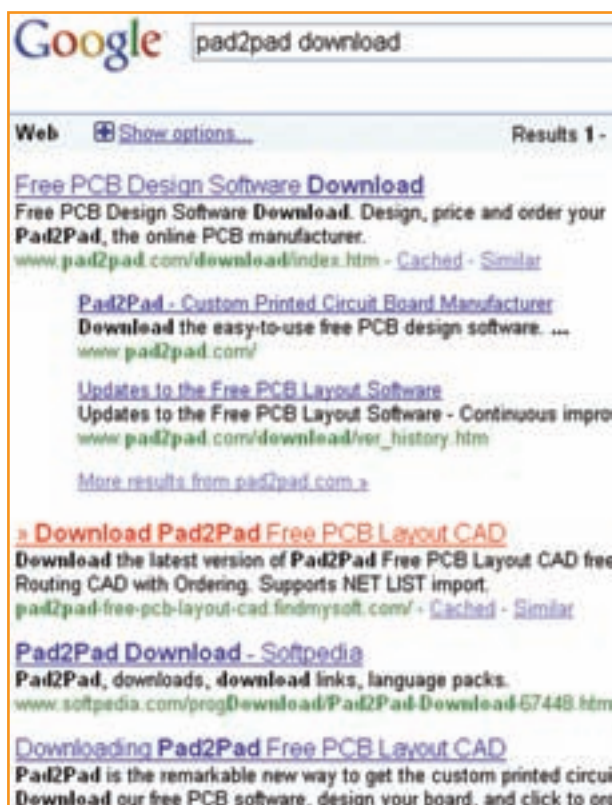 Google pad2pad download
Web Show options... Results 1 -
Free PCB Design Software Download
Free PCB Design Software Download. Design, price and order your
Pad2Pad, the online PCB manufacturer.
www.pad2pad.com/download/index.htm - Cached - Similar
Pad2Pad - Custom Printed Circuit Board Manufacturer
Download the easy-to-use free PCB design software. ...
www.pad2pad.com/
Updates to the Free PCB Layout Software
Updates to the Free PCB Layout Software - Continuous impro
www.pad2pad.com/download/ver_history.htm
More results from pad2pad.com »
» Download Pad2Pad Free PCB Layout CAD
Download the latest version of Pad2Pad Free PCB Layout CAD free
Routing CAD with Ordering. Supports NET LIST import.
pad2pad-free-pcb-layout-cad.findmysoft.com/ - Cached - Similar
Pad2Pad Download - Softpedia
Pad2Pad, downloads, download links, language packs.
www.softpedia.com/progDownload/Pad2Pad-Download-67448.htm
Downloading Pad2Pad Free PCB Layout CAD
Pad2Pad is the remarkable new way to get the custom printed circui
Download our free PCB software, design your board, and click to